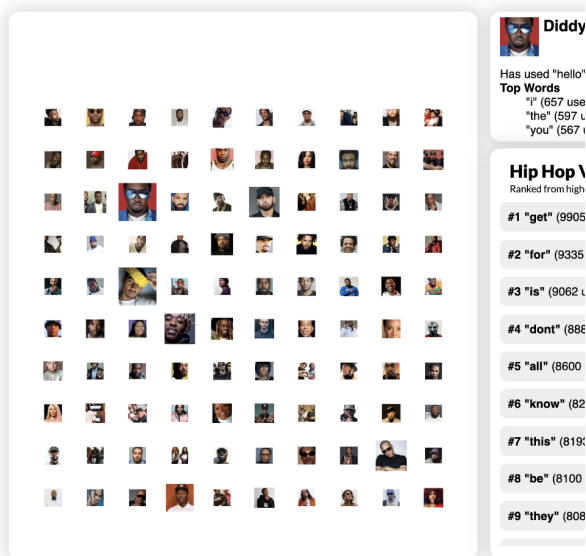 Diddy
Has used "hello"
Top Words
"i" (657 use
"the" (597 u
"you" (567 u
Hip Hop V
Ranked from high
#1 "get" (9905
#2 "for" (9335
#3 "is" (9062 u
#4 "dont" (888
#5 "all" (8600
#6 "know" (82
#7 "this" (8193
#8 "be" (8100
#9 "they" (808